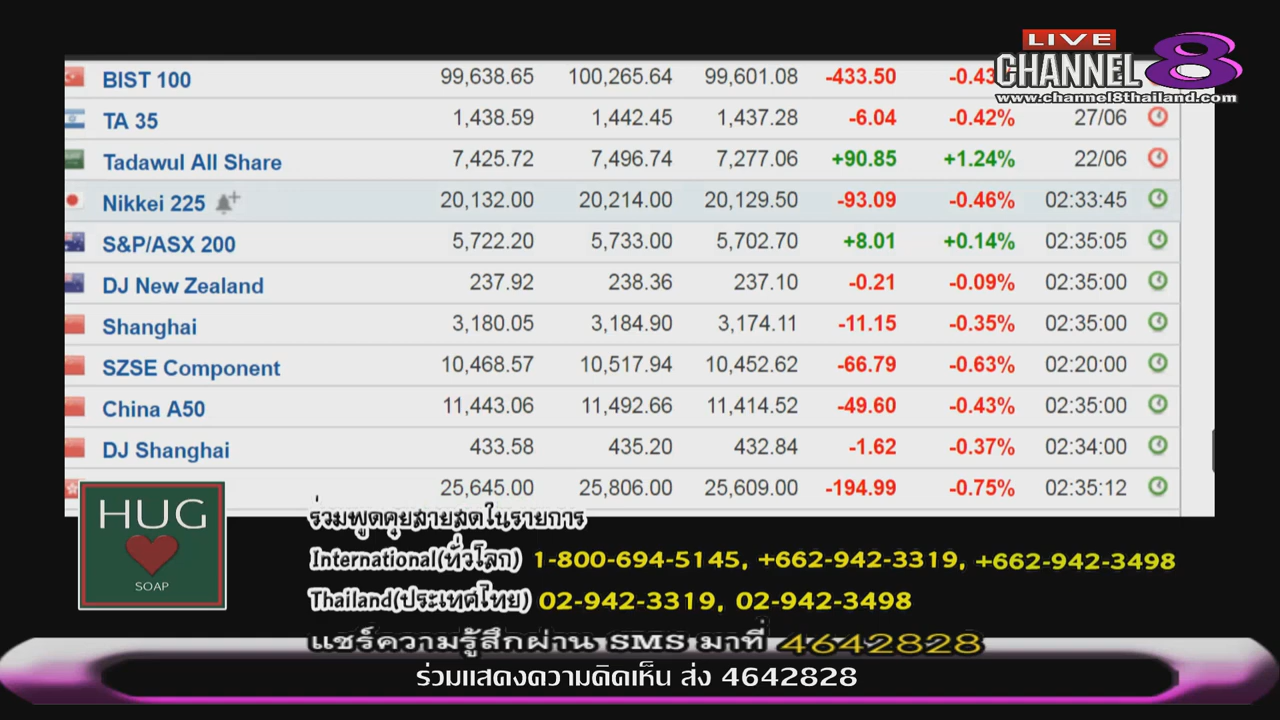 LIVE
CHANNEL 8
www.channel8thailand.com
BIST 100 99,638.65 100,265.64 99,601.08 -433.50 -0.43
TA 35 1,438.59 1,442.45 1,437.28 -6.04 -0.42% 27/06
Tadawul All Share 7,425.72 7,496.74 7,277.06 +90.85 +1.24% 22/06
Nikkei 225 20,132.00 20,214.00 20,129.50 -93.09 -0.46% 02:33:45
S&P/ASX 200 5,722.20 5,733.00 5,702.70 +8.01 +0.14% 02:35:05
DJ New Zealand 237.92 238.36 237.10 -0.21 -0.09% 02:35:00
Shanghai 3,180.05 3,184.90 3,174.11 -11.15 -0.35% 02:35:00
SZSE Component 10,468.57 10,517.94 10,452.62 -66.79 -0.63% 02:20:00
China A50 11,443.06 11,492.66 11,414.52 -49.60 -0.43% 02:35:00
DJ Shanghai 433.58 435.20 432.84 -1.62 -0.37% 02:34:00
25,645.00 25,806.00 25,609.00 -194.99 -0.75% 02:35:12
HUG
SOAP
ร่วมพูดคุยสายสดในรายการ
International(ทั่วโลก) 1-800-694-5145, +662-942-3319, +662-942-3498
Thailand(ประเทศไทย) 02-942-3319, 02-942-3498
แชร์ความรู้สึกผ่าน SMS มาที่ 4642828
ร่วมแสดงความคิดเห็น ส่ง 4642828